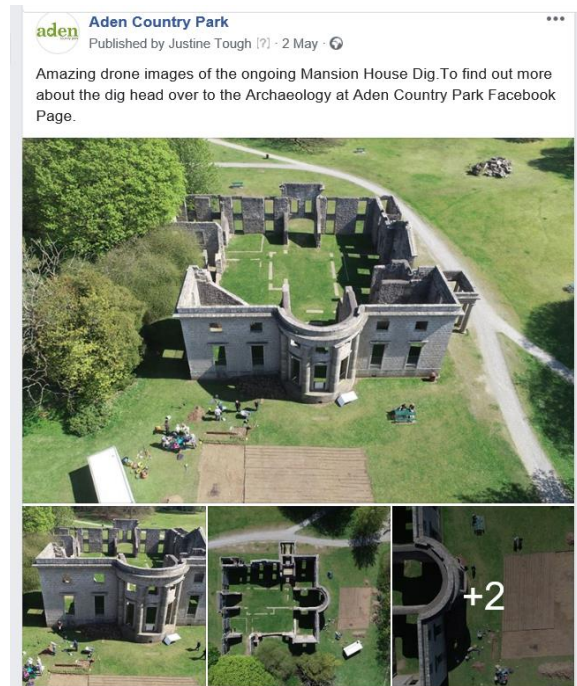 aden
Aden Country Park
Published by Justine Tough [?] · 2 May ·
Amazing drone images of the ongoing Mansion House Dig.To find out more
about the dig head over to the Archaeology at Aden Country Park Facebook
Page.
+2